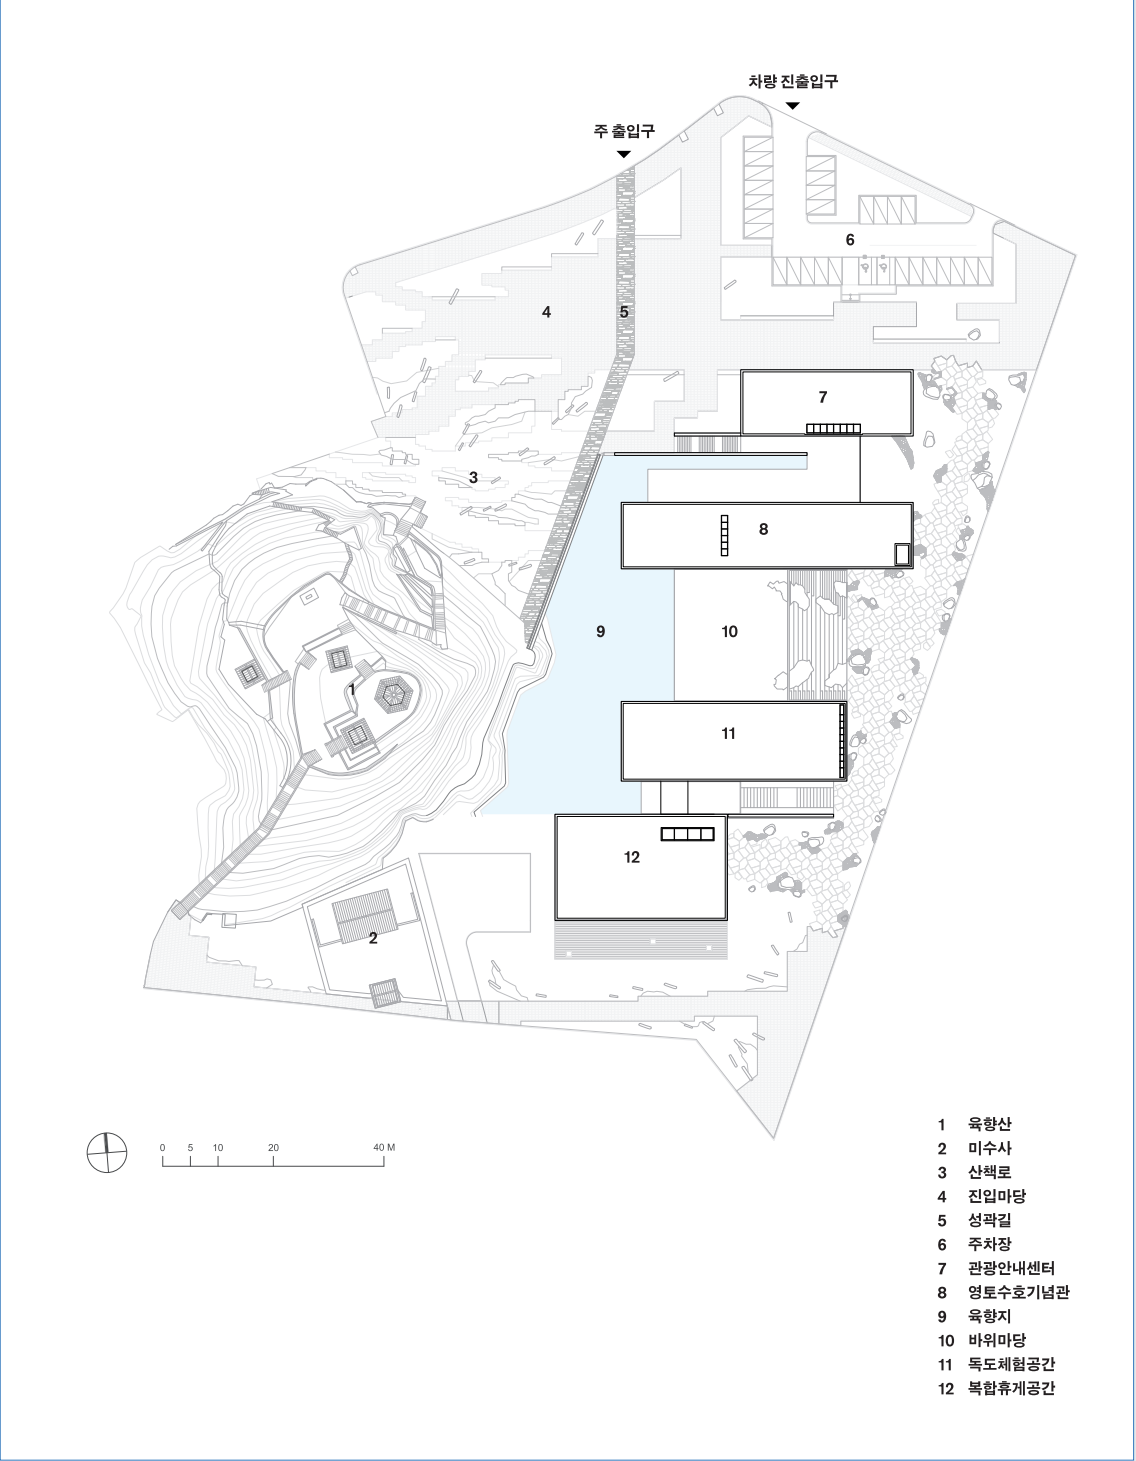 차량 진출입구
주 출입구
6
4
5
7
3
8
9
10
1
11
12
2
0 5 10 20 40 M
1 육향산
2 미수사
3 산책로
4 진입마당
5 성곽길
6 주차장
7 관광안내센터
8 영토수호기념관
9 육향지
10 바위마당
11 독도체험공간
12 복합휴게공간